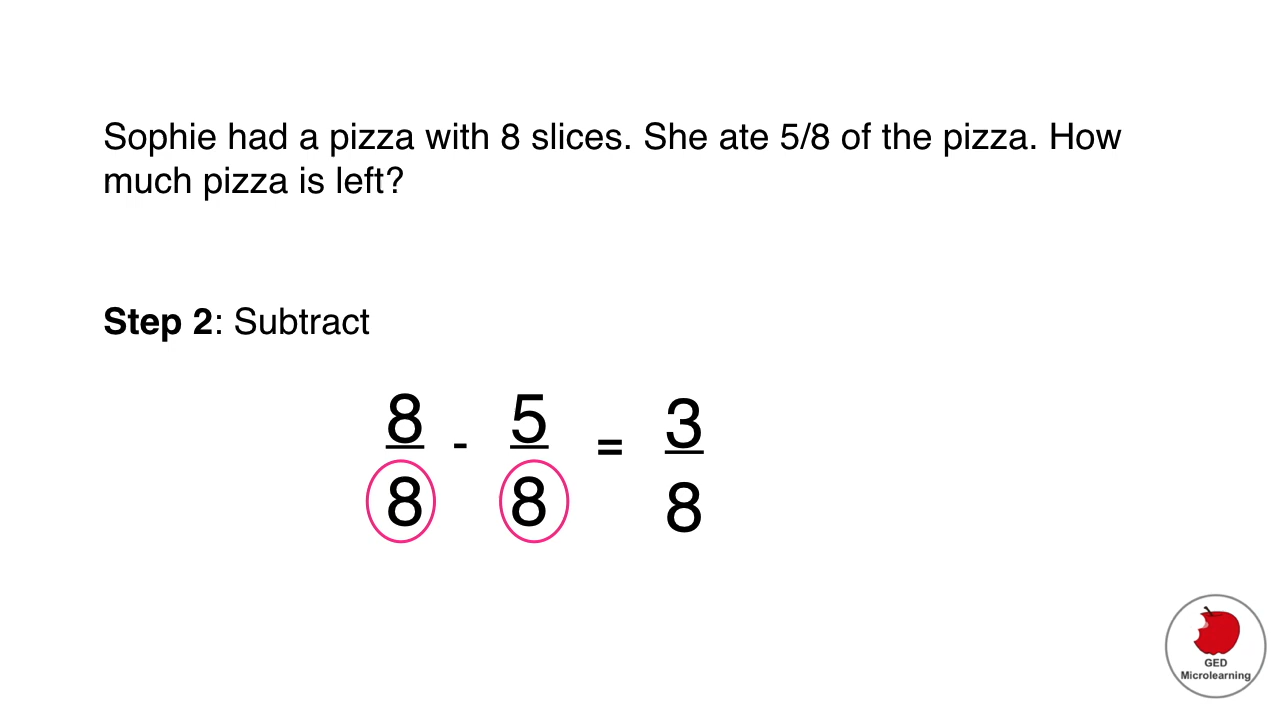 Sophie had a pizza with 8 slices. She ate 5/8 of the pizza. How
much pizza is left?
Step 2: Subtract
8 - 5 = 3
8 8 8
GED
Microlearning